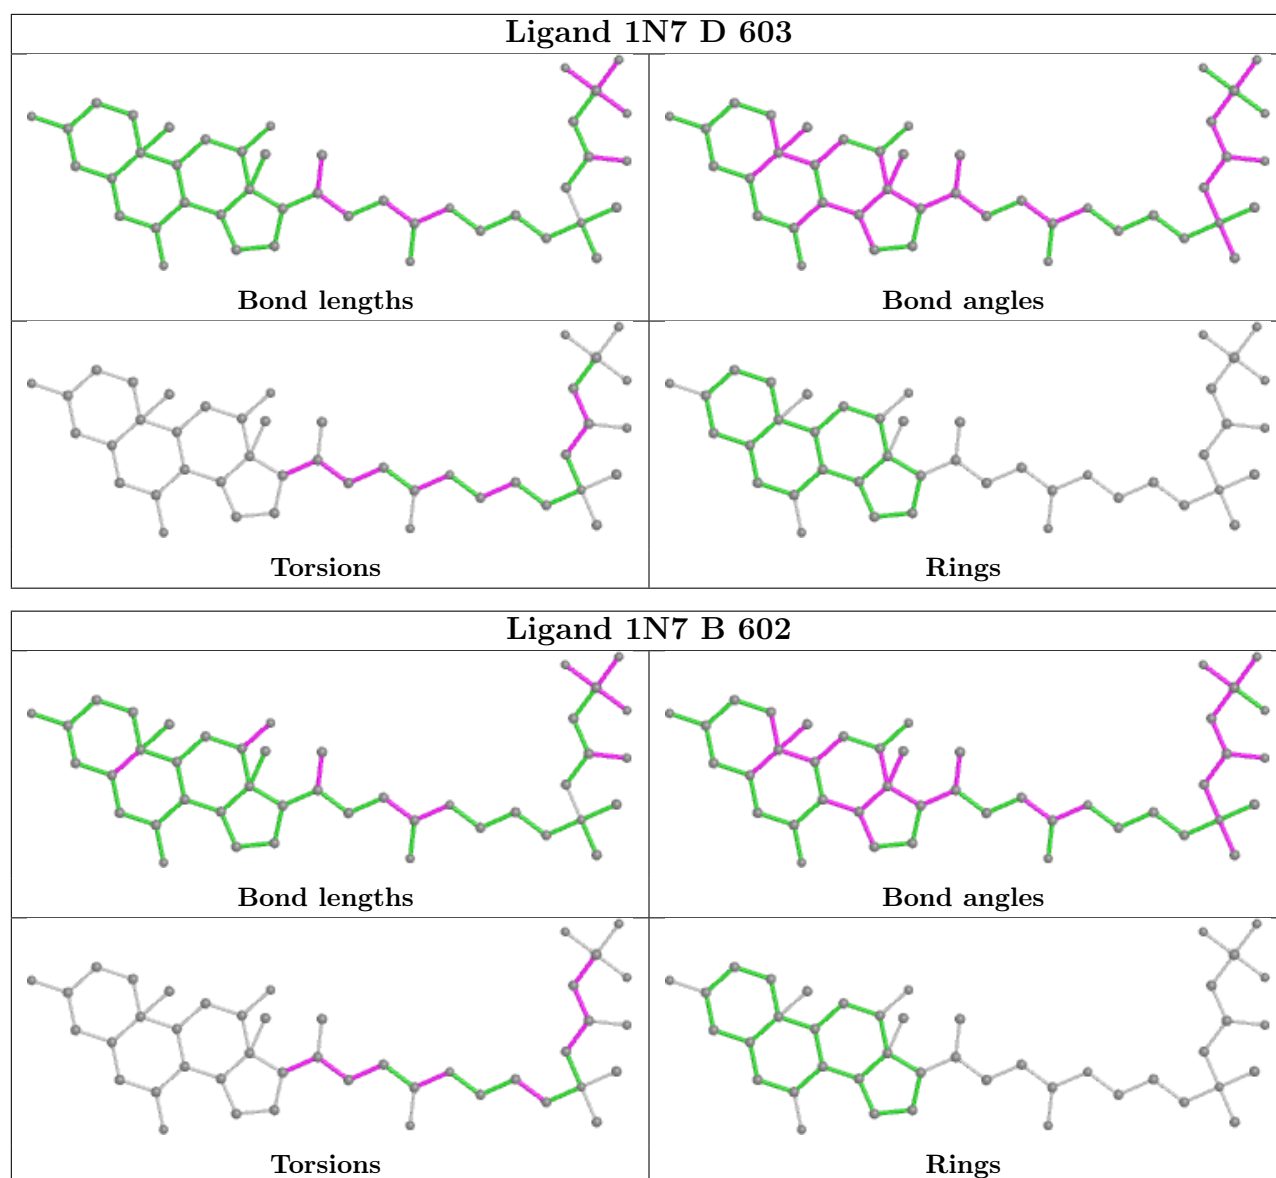 Ligand 1N7 D 603
Bond lengths
Bond angles
Torsions
Rings
Ligand 1N7 B 602
Bond lengths
Bond angles
Torsions
Rings